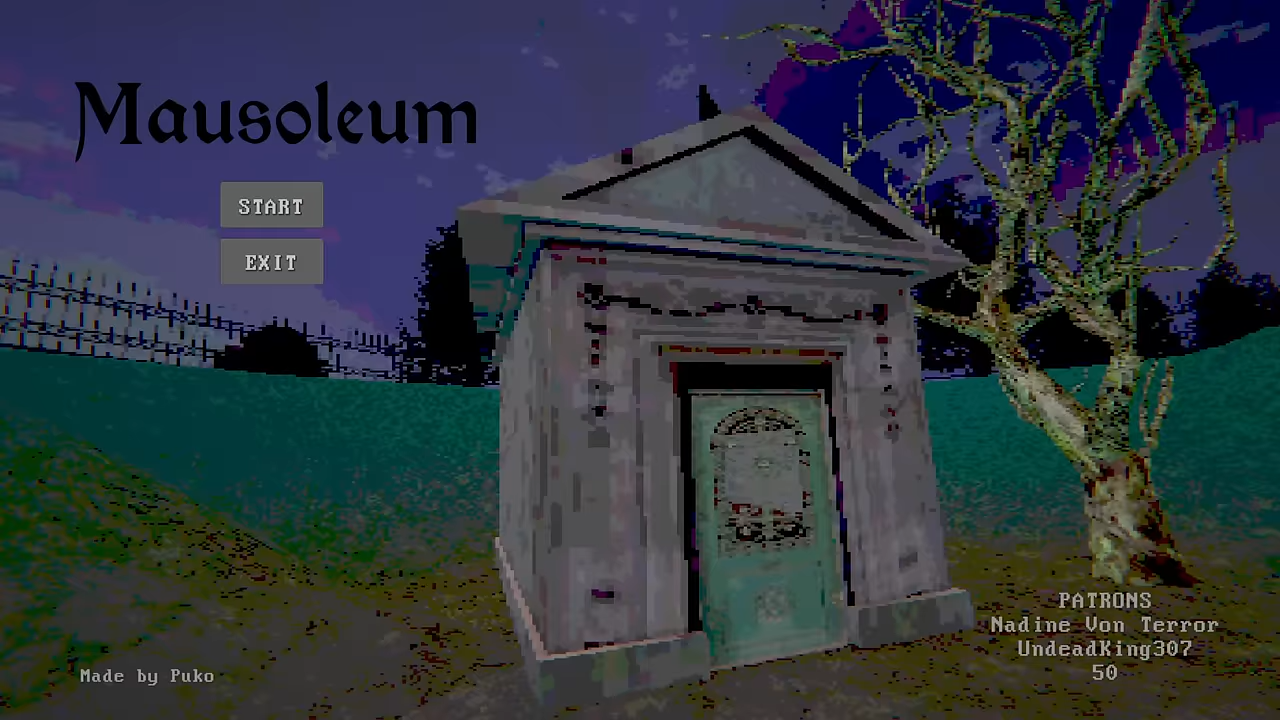 Mausoleum
START
EXIT
Made by Puko
PATRONS
Nadine Von Terror
UndeadKing307
50